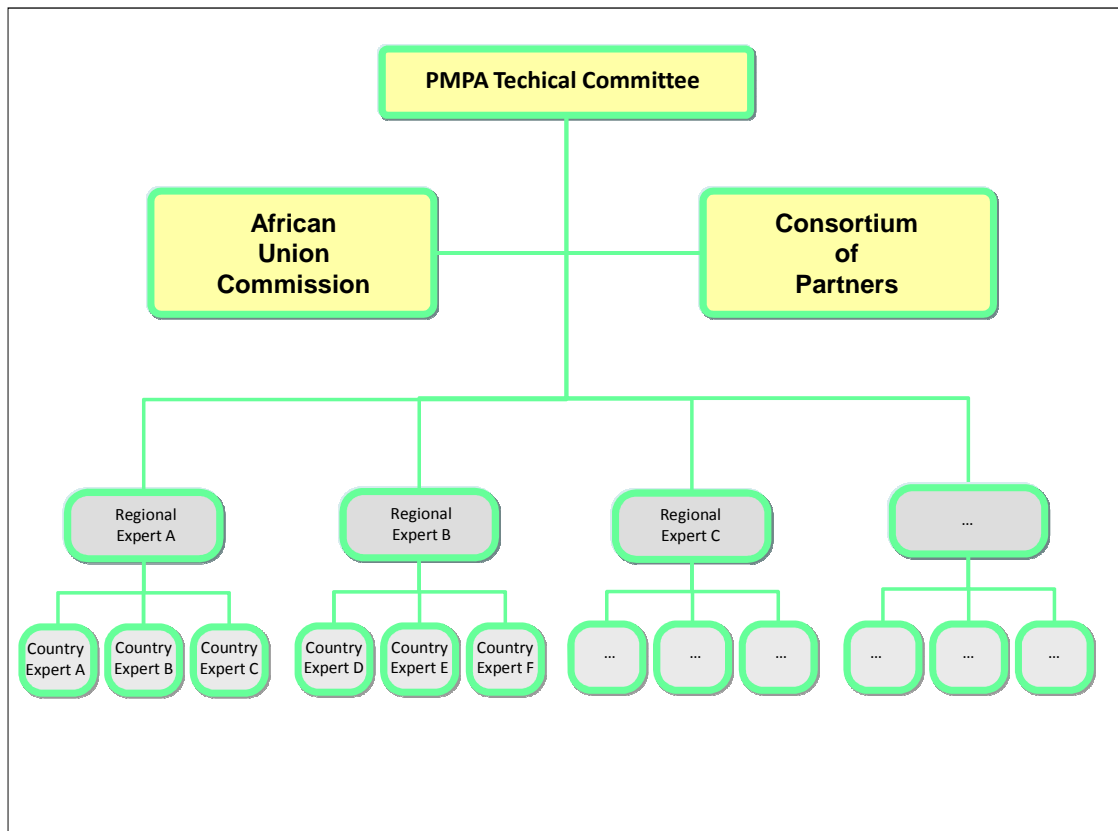 PMPA Techical Committee
African
Union
Commission
Consortium
of
Partners
Regional
Expert A
Regional
Expert B
Regional
Expert C
...
Country
Expert A
Country
Expert B
Country
Expert C
Country
Expert D
Country
Expert E
Country
Expert F
...
...
...
...
...
...